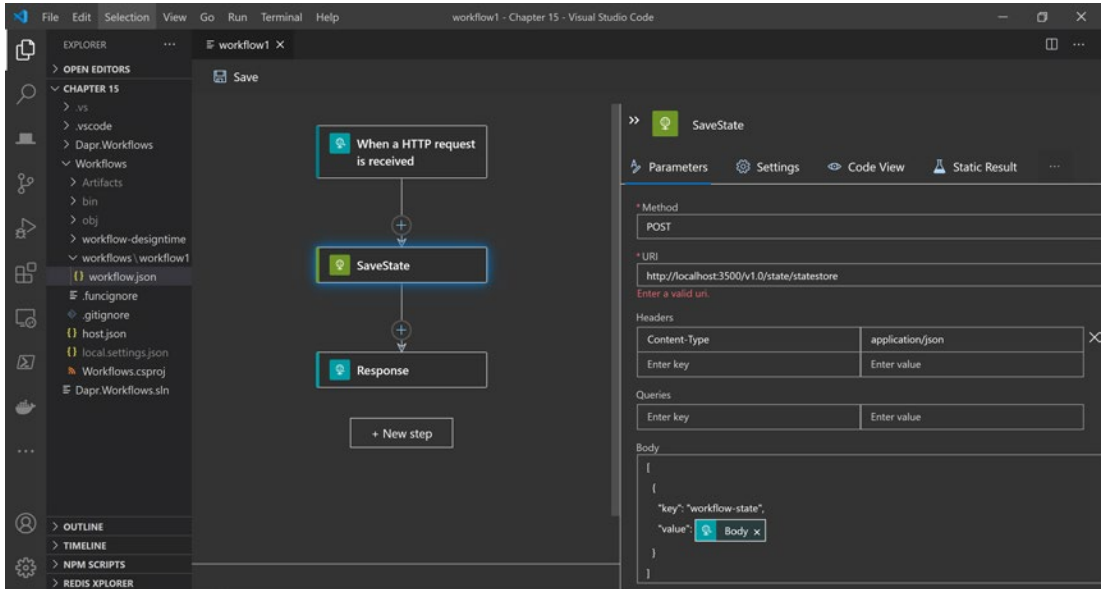 File Edit Selection View Go Run Terminal Help
workflow1 - Chapter 15 - Visual Studio Code
EXPLORER
OPEN EDITORS
CHAPTER 15
.vs
.vscode
Dapr.Workflows
Workflows
Artifacts
bin
obj
workflow-designtime
workflows \ workflow1
{} workflow.json
.funcignore
.gitignore
{} host.json
{} local.settings.json
Workflows.csproj
Dapr.Workflows.sln
OUTLINE
TIMELINE
NPM SCRIPTS
REDIS XPLORER
workflow1
Save
When a HTTP request
is received
SaveState
Response
+ New step
SaveState
Parameters Settings Code View Static Result
* Method
POST
* URI
http://localhost:3500/v1.0/state/statestore
Enter a valid uri.
Headers
Content-Type application/json
Enter key Enter value
Queries
Enter key Enter value
Body
[
{
"key": "workflow-state",
"value": Body ×
}
]